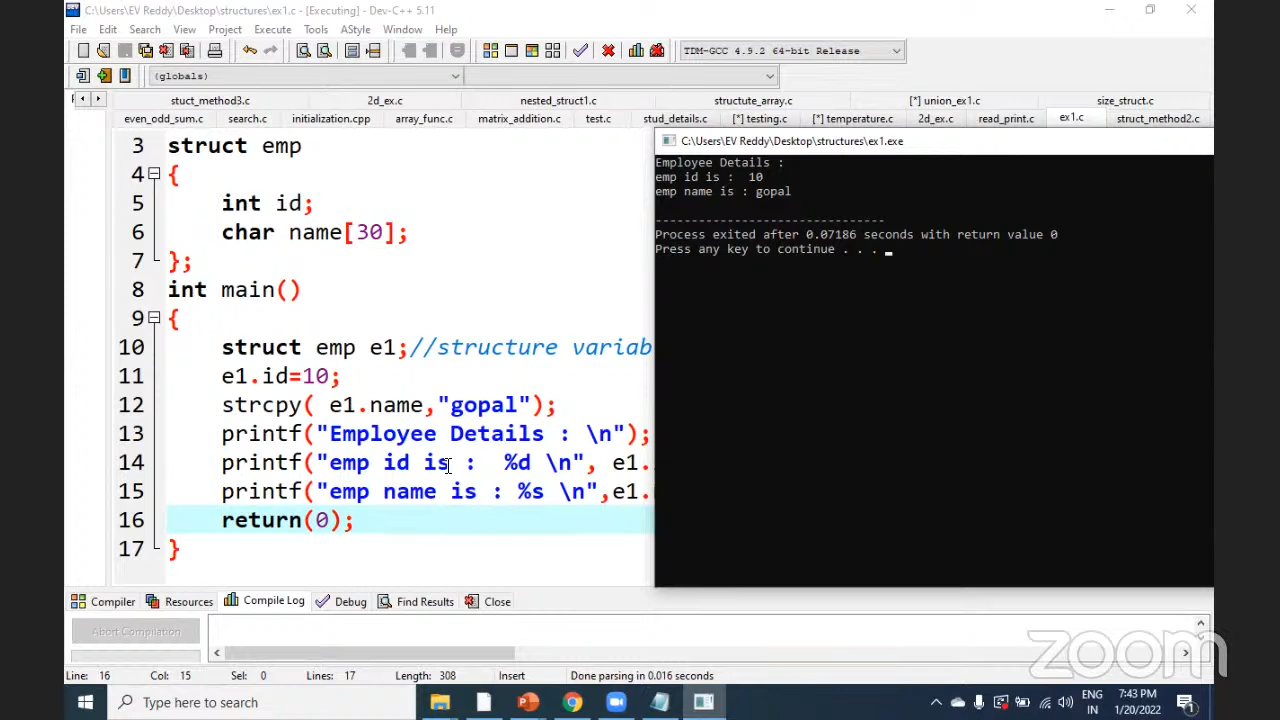 C:\Users\EV Reddy\Desktop\structures\ex1.c - [Executing] - Dev-C++ 5.11
File Edit Search View Project Execute Tools AStyle Window Help
TDM-GCC 4.9.2 64-bit Release
(globals)
stuct_method3.c 2d_ex.c nested_struct1.c structute_array.c [*] union_ex1.c size_struct.c
even_odd_sum.c search.c initialization.cpp array_func.c matrix_addition.c test.c stud_details.c [*] testing.c [*] temperature.c 2d_ex.c read_print.c ex1.c struct_method2.c
3 struct emp
4 {
5 int id;
6 char name[30];
7 };
8 int main()
9 {
10 struct emp e1;//structure variab
11 e1.id=10;
12 strcpy( e1.name,"gopal");
13 printf("Employee Details : \n");
14 printf("emp id is :  %d \n", e1.
15 printf("emp name is : %s \n",e1.
16 return(0);
17 }
C:\Users\EV Reddy\Desktop\structures\ex1.exe
Employee Details :
emp id is :  10
emp name is : gopal
--------------------------------
Process exited after 0.07186 seconds with return value 0
Press any key to continue . . .
Compiler Resources Compile Log Debug Find Results Close
Abort Compilation
zoom
Line: 16 Col: 15 Sel: 0 Lines: 17 Length: 308 Insert Done parsing in 0.016 seconds
Type here to search
ENG 7:43 PM
IN 1/20/2022
1